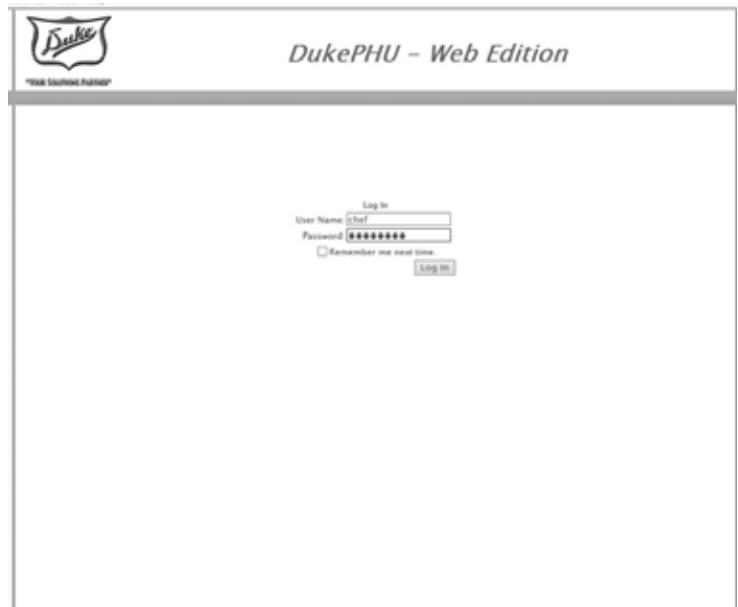 Duke
"YOUR SOLUTIONS PARTNER"
DukePHU – Web Edition
Log In
User Name: chef
Password:
Remember me next time.
Log In